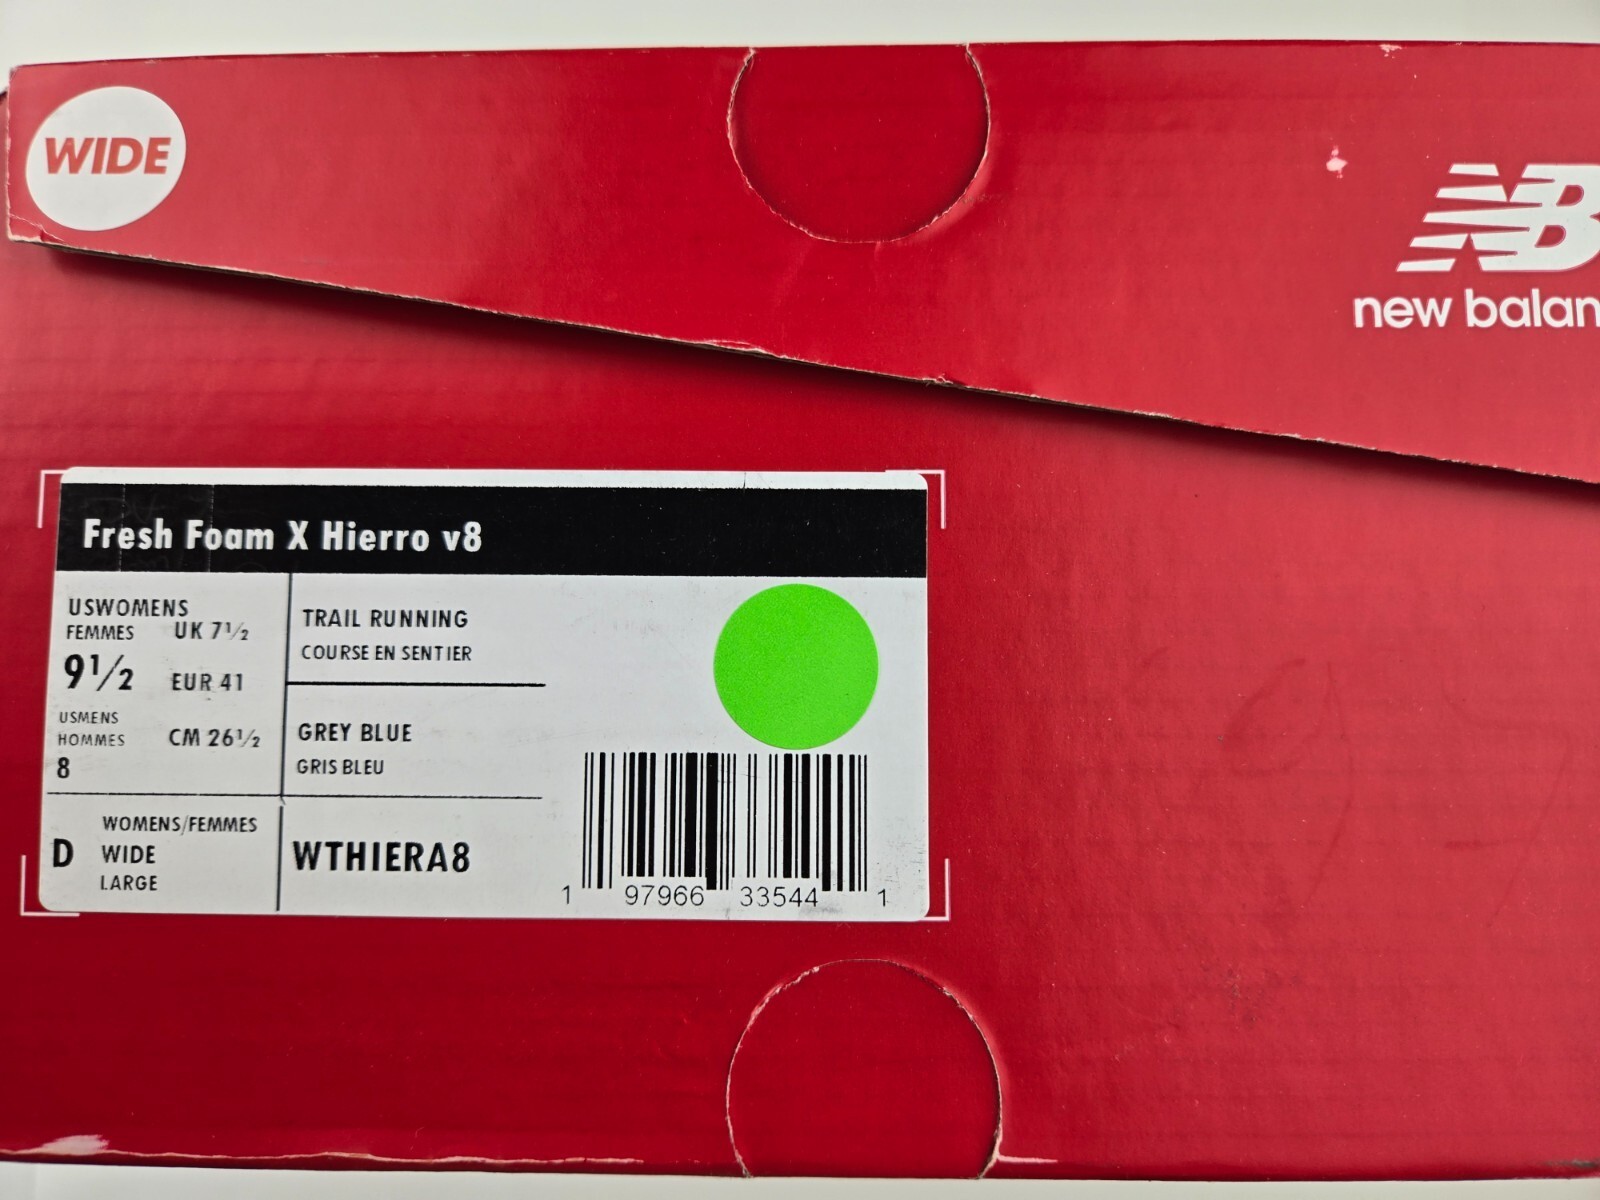 WIDE
NB
new balan
Fresh Foam X Hierro v8
USWOMENS
FEMMES
9½
UK 7½
EUR 41
CM 26½
USMENS
HOMMES
8
TRAIL RUNNING
COURSE EN SENTIER
GREY BLUE
GRIS BLEU
D
WOMENS/FEMMES
WIDE
LARGE
WTHIERA8
1 97966 33544 1